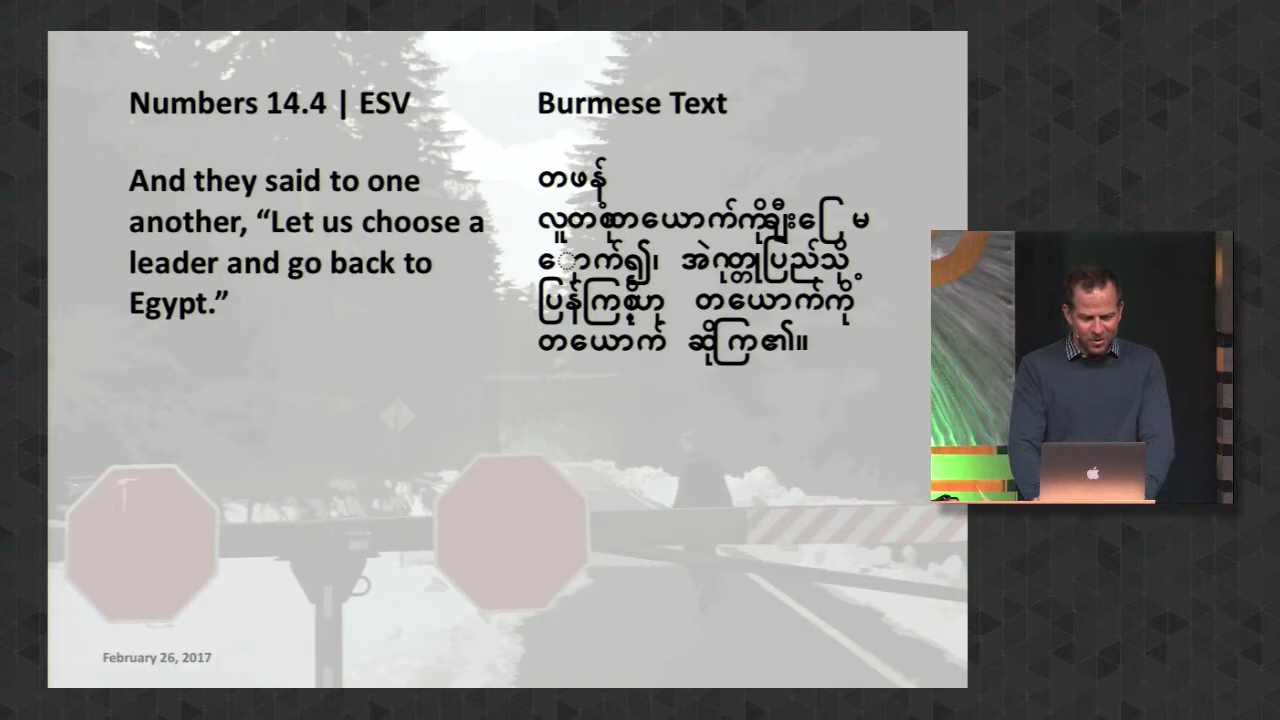 Numbers 14.4 | ESV
And they said to one
another, “Let us choose a
leader and go back to
Egypt.”
Burmese Text
တဖန်
လူတစုံတယောက်ကိုချီးမြှ
ောက်၍၊ အဲဂုတ္တုပြည်သို့
ပြန်ကြစို့ဟု တယောက်ကို
တယောက် ဆိုကြ၏။
February 26, 2017